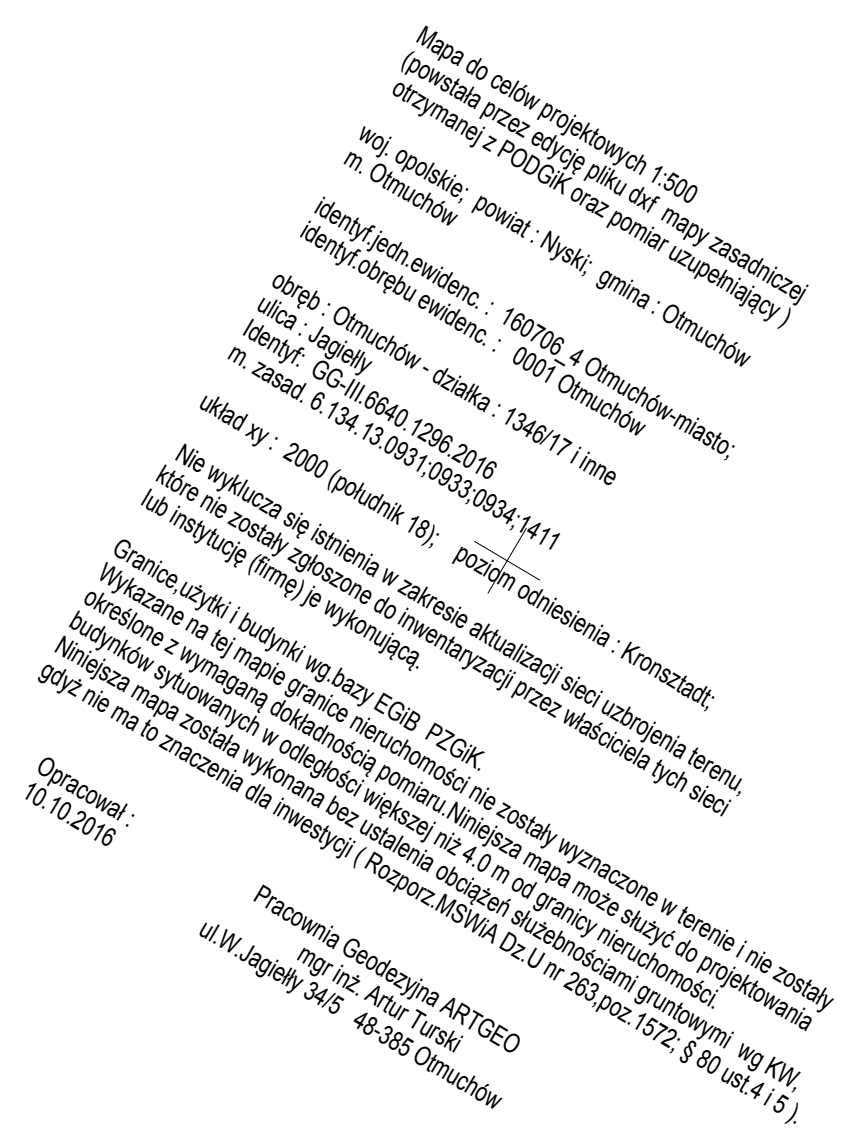 Mapa do celów projektowych 1:500
(powstała przez edycję pliku dxf mapy zasadniczej
otrzymanej z PODGiK oraz pomiar uzupełniający )
woj. opolskie; powiat : Nyski; gmina : Otmuchów
m. Otmuchów
identyf.jedn.ewidenc. : 160706_4 Otmuchów-miasto;
identyf.obrębu ewidenc. : 0001 Otmuchów
obręb : Otmuchów - działka : 1346/17 i inne
ulica : Jagiełły
Identyf: GG-III.6640.1296.2016
m. zasad. 6.134.13.0931;0933;0934;1411
układ xy : 2000 (południk 18); poziom odniesienia : Kronsztadt;
Nie wyklucza się istnienia w zakresie aktualizacji sieci uzbrojenia terenu,
które nie zostały zgłoszone do inwentaryzacji przez właściciela tych sieci
lub instytucję (firmę) je wykonującą.
Granice,użytki i budynki wg.bazy EGiB PZGiK.
Wykazane na tej mapie granice nieruchomości nie zostały wyznaczone w terenie i nie zostały
określone z wymaganą dokładnością pomiaru.Niniejsza mapa może służyć do projektowania
budynków sytuowanych w odległości większej niż 4.0 m od granicy nieruchomości.
Niniejsza mapa została wykonana bez ustalenia obciążeń służebnościami gruntowymi wg KW,
gdyż nie ma to znaczenia dla inwestycji ( Rozporz.MSWiA Dz.U nr 263,poz.1572; § 80 ust.4 i 5 ).
Opracował :
10.10.2016
Pracownia Geodezyjna ARTGEO
mgr inż. Artur Turski
ul.W.Jagiełły 34/5 48-385 Otmuchów